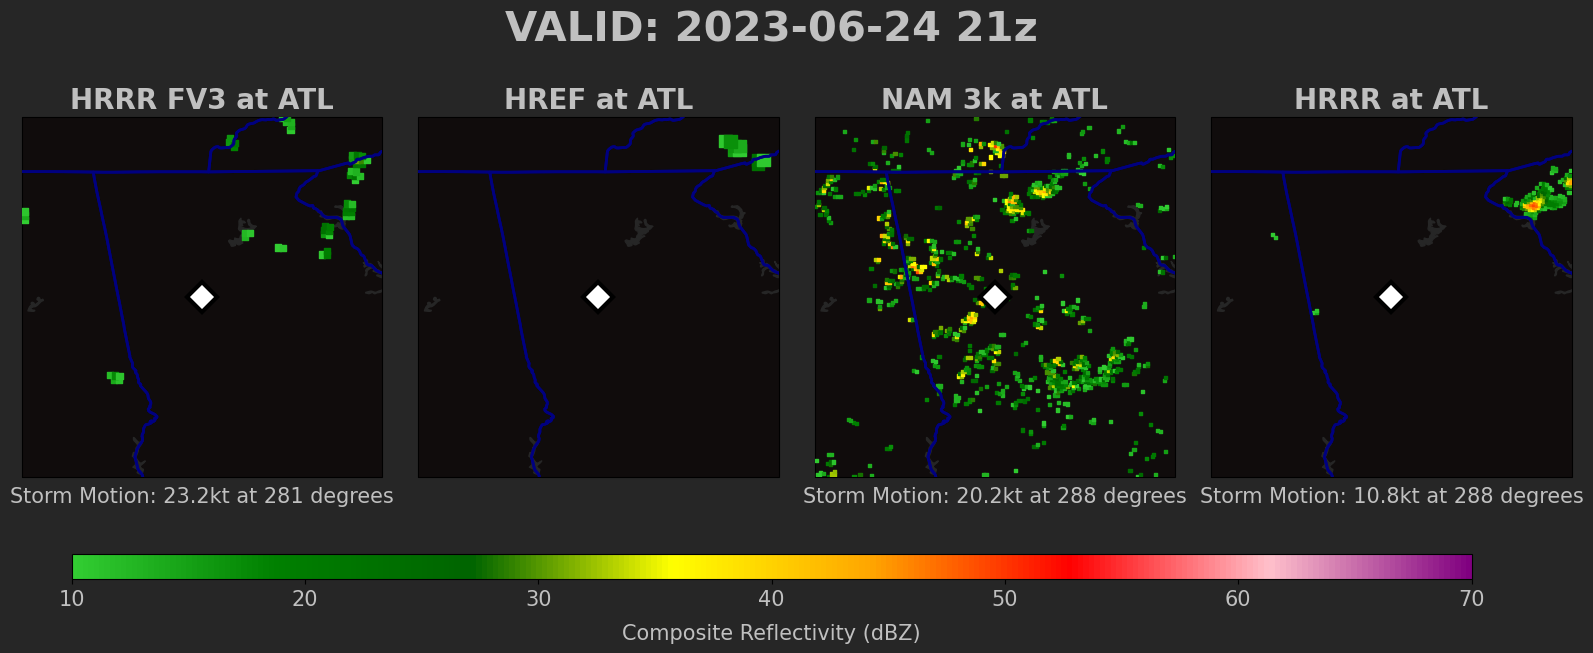 VALID: 2023-06-24 21z
HRRR FV3 at ATL
HREF at ATL
NAM 3k at ATL
HRRR at ATL
Storm Motion: 23.2kt at 281 degrees
Storm Motion: 20.2kt at 288 degrees
Storm Motion: 10.8kt at 288 degrees
10 20 30 40 50 60 70
Composite Reflectivity (dBZ)